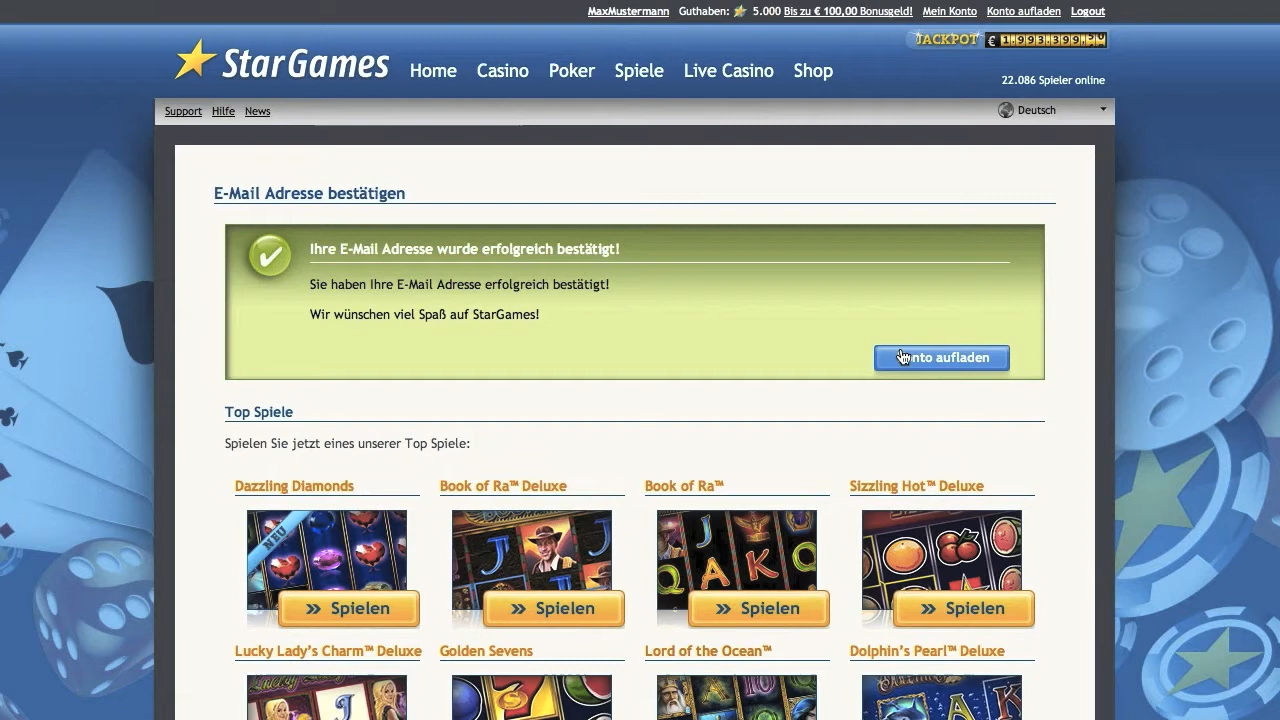 MaxMustermann Guthaben: 5.000 Bis zu € 100,00 Bonusgeld! Mein Konto Konto aufladen Logout
JACKPOT € 1.993.399,
StarGames Home Casino Poker Spiele Live Casino Shop
22.086 Spieler online
Support Hilfe News Deutsch
E-Mail Adresse bestätigen
Ihre E-Mail Adresse wurde erfolgreich bestätigt!
Sie haben Ihre E-Mail Adresse erfolgreich bestätigt!
Wir wünschen viel Spaß auf StarGames!
Konto aufladen
Top Spiele
Spielen Sie jetzt eines unserer Top Spiele:
Dazzling Diamonds Book of Ra™ Deluxe Book of Ra™ Sizzling Hot™ Deluxe
NEU
» Spielen » Spielen » Spielen » Spielen
Lucky Lady's Charm™ Deluxe Golden Sevens Lord of the Ocean™ Dolphin's Pearl™ Deluxe